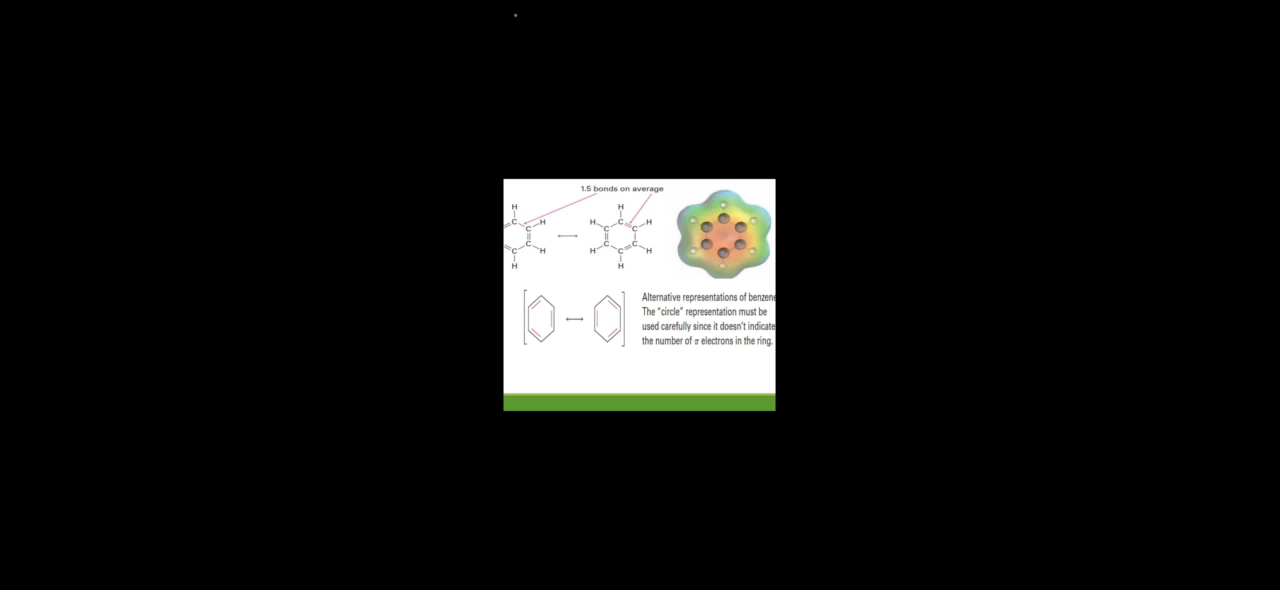 1.5 bonds on average
H
C
H
C
C
H
C
H
H
H
C
H
C
C
C
C
H
C
H
H
Alternative representations of benzene
The “circle” representation must be
used carefully since it doesn’t indicate
the number of π electrons in the ring.